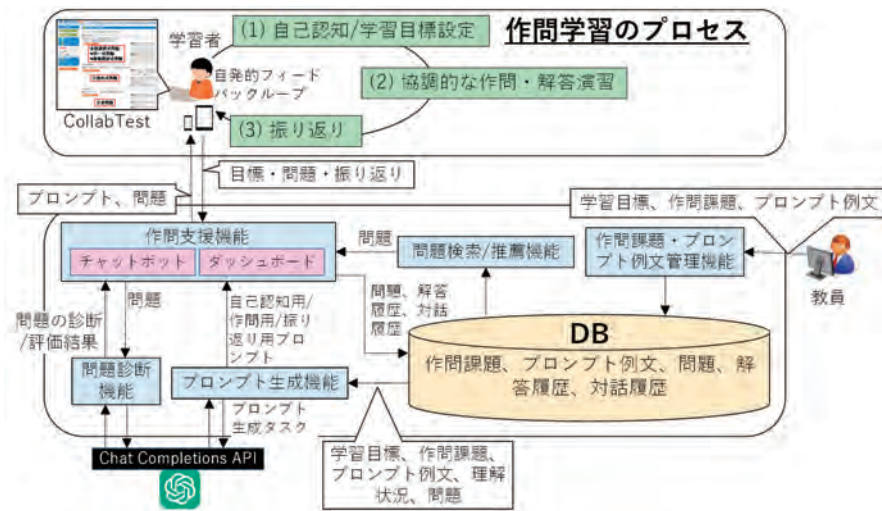 作問学習のプロセス
学習者
(1) 自己認知/学習目標設定
自発的フィード
バックループ
(2) 協調的な作問・解答演習
CollabTest
(3) 振り返り
目標・問題・振り返り
プロンプト、問題
学習目標、作問課題、プロンプト例文
作問支援機能
チャットボット
ダッシュボード
問題
問題検索/推薦機能
作問課題・プロン
プト例文管理機能
教員
問題の診断
/評価結果
問題
自己認知用/
作問用/振り
返り用プロ
ンプト
問題、解答
履歴、対話
履歴
DB
作問課題、プロンプト例文、問題、解
答履歴、対話履歴
問題診断
機能
プロンプト生成機能
プロンプト
生成タスク
Chat Completions API
学習目標、作問課題、
プロンプト例文、理解
状況、問題